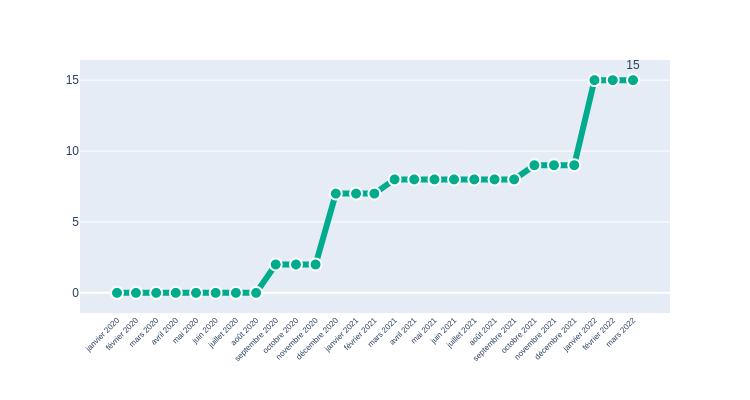 15
15
10
5
0
janvier 2020
février 2020
mars 2020
avril 2020
mai 2020
juin 2020
juillet 2020
août 2020
septembre 2020
octobre 2020
novembre 2020
décembre 2020
janvier 2021
février 2021
mars 2021
avril 2021
mai 2021
juin 2021
juillet 2021
août 2021
septembre 2021
octobre 2021
novembre 2021
décembre 2021
janvier 2022
février 2022
mars 2022